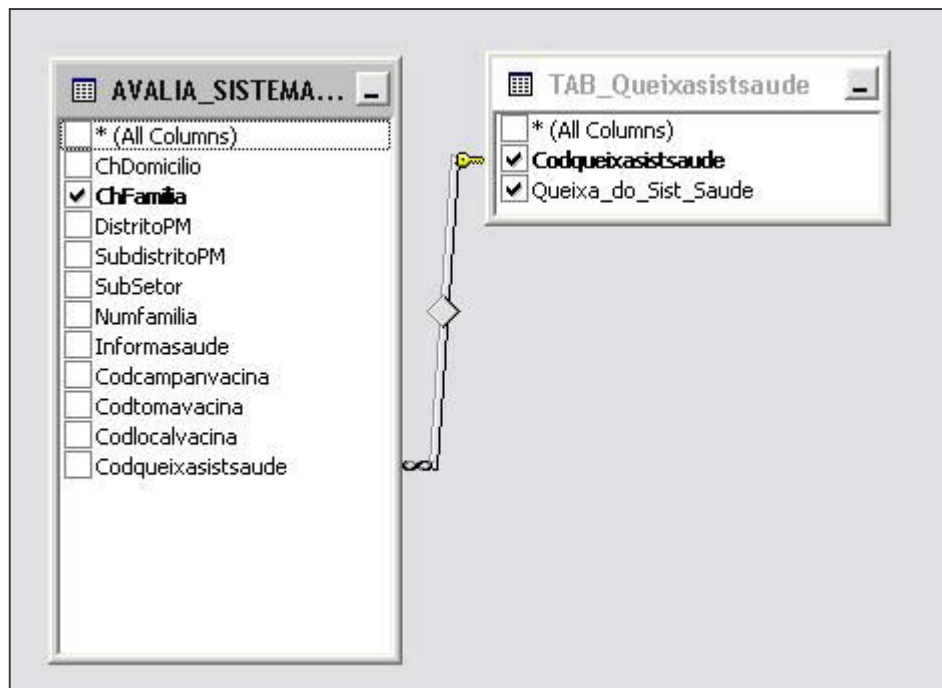 AVALIA_SISTEMA...
* (All Columns)
ChDomicilio
ChFamilia
DistritoPM
SubdistritoPM
SubSetor
Numfamilia
Informasaude
Codcampanvacina
Codtomavacina
Codlocalvacina
Codqueixasistsaude
TAB_Queixasistsaude
* (All Columns)
Codqueixasistsaude
Queixa_do_Sist_Saude